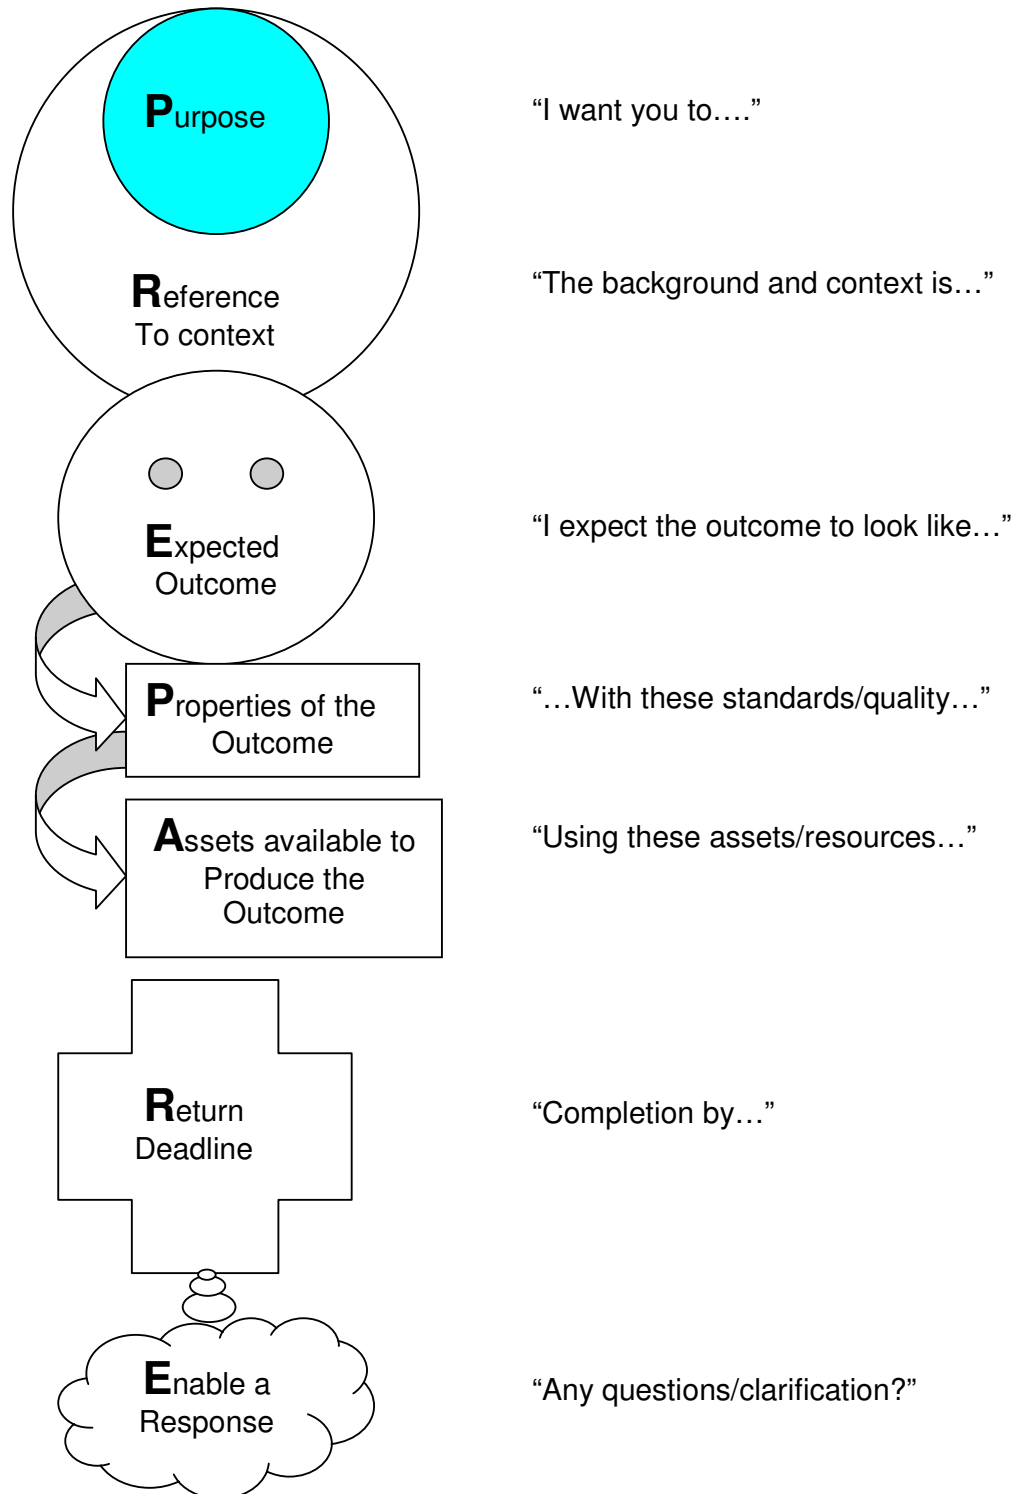 Purpose
“I want you to….”
Reference
To context
“The background and context is…”
Expected
Outcome
“I expect the outcome to look like…”
Properties of the
Outcome
“…With these standards/quality…”
Assets available to
Produce the
Outcome
“Using these assets/resources…”
Return
Deadline
“Completion by…”
Enable a
Response
“Any questions/clarification?”